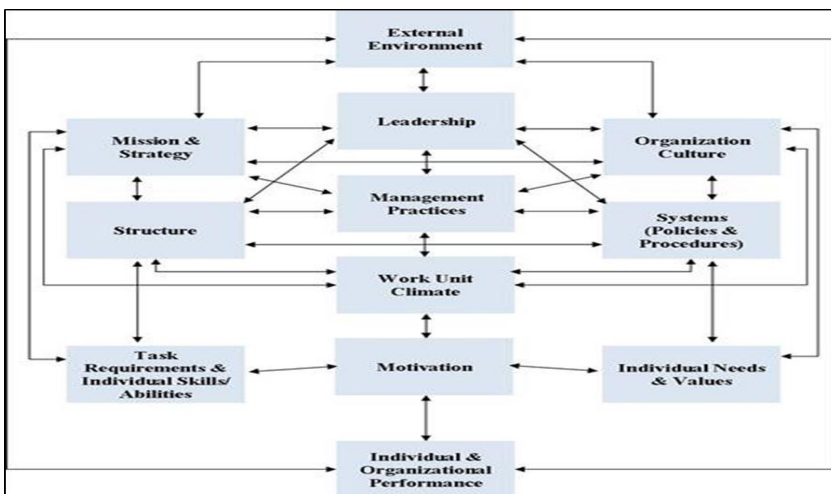 External
Environment
Leadership
Mission &
Strategy
Organization
Culture
Management
Practices
Structure
Systems
(Policies &
Procedures)
Work Unit
Climate
Task
Requirements &
Individual Skills/
Abilities
Motivation
Individual Needs
& Values
Individual &
Organizational
Performance